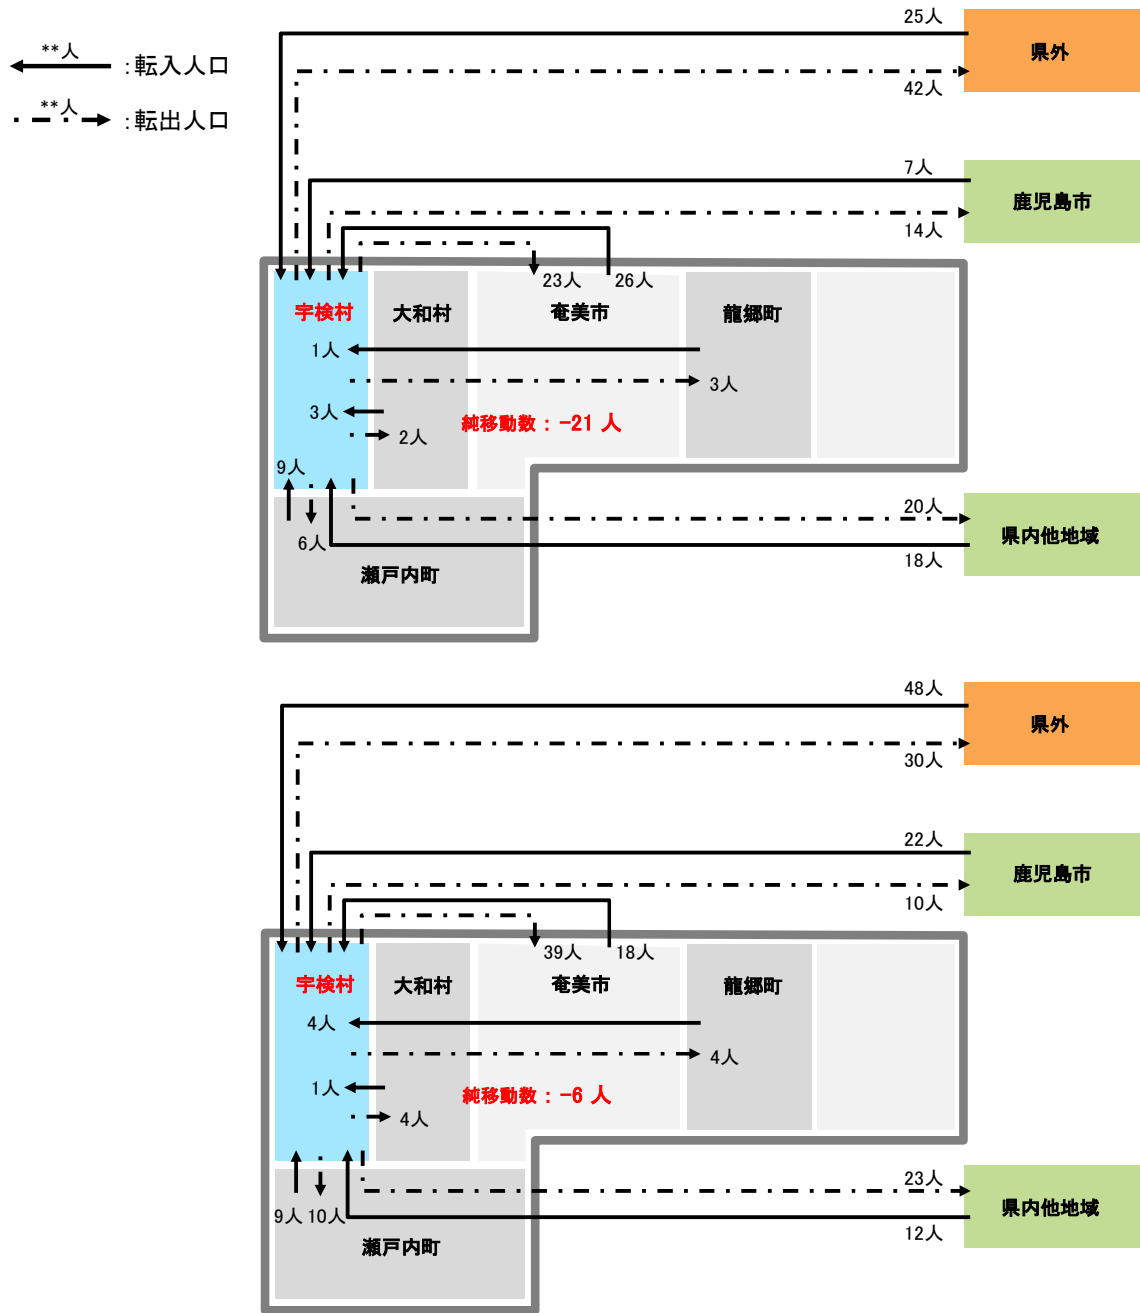 **人
:転入人口
**人
:転出人口
25人
県外
42人
7人
鹿児島市
14人
23人
26人
宇検村
大和村
奄美市
龍郷町
1人
3人
3人
純移動数:-21 人
2人
9人
6人
20人
県内他地域
18人
瀬戸内町
48人
県外
30人
22人
鹿児島市
10人
39人
18人
宇検村
大和村
奄美市
龍郷町
4人
4人
1人
純移動数:-6 人
4人
9人
10人
23人
県内他地域
12人
瀬戸内町